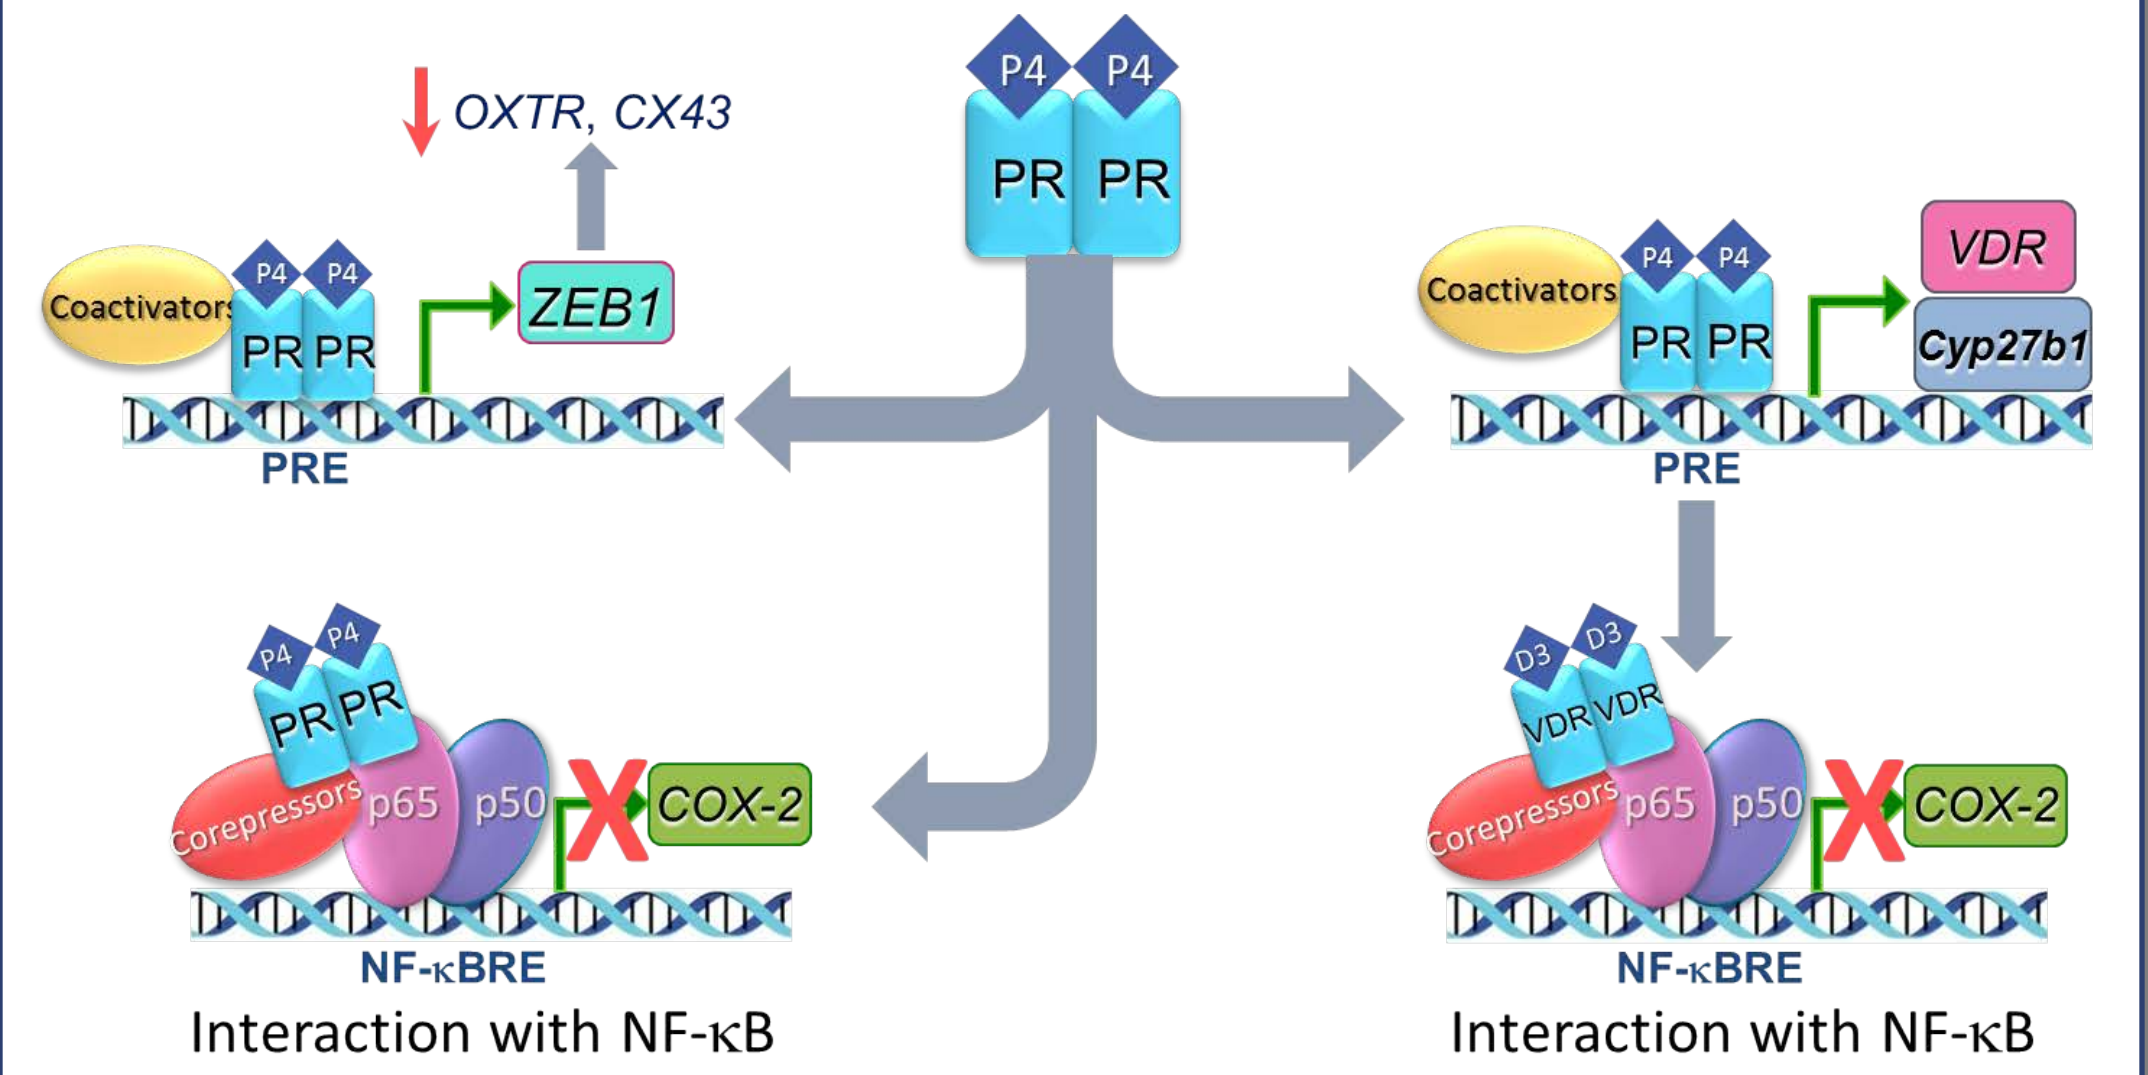 P4 P4
PR PR
OXTR, CX43
Coactivators
P4 P4
PR PR
ZEB1
PRE
Coactivators
P4 P4
PR PR
VDR
Cyp27b1
PRE
P4 P4
PR PR
Corepressors
p65 p50
COX-2
NF-κBRE
Interaction with NF-κB
D3 D3
VDR VDR
Corepressors
p65 p50
COX-2
NF-κBRE
Interaction with NF-κB